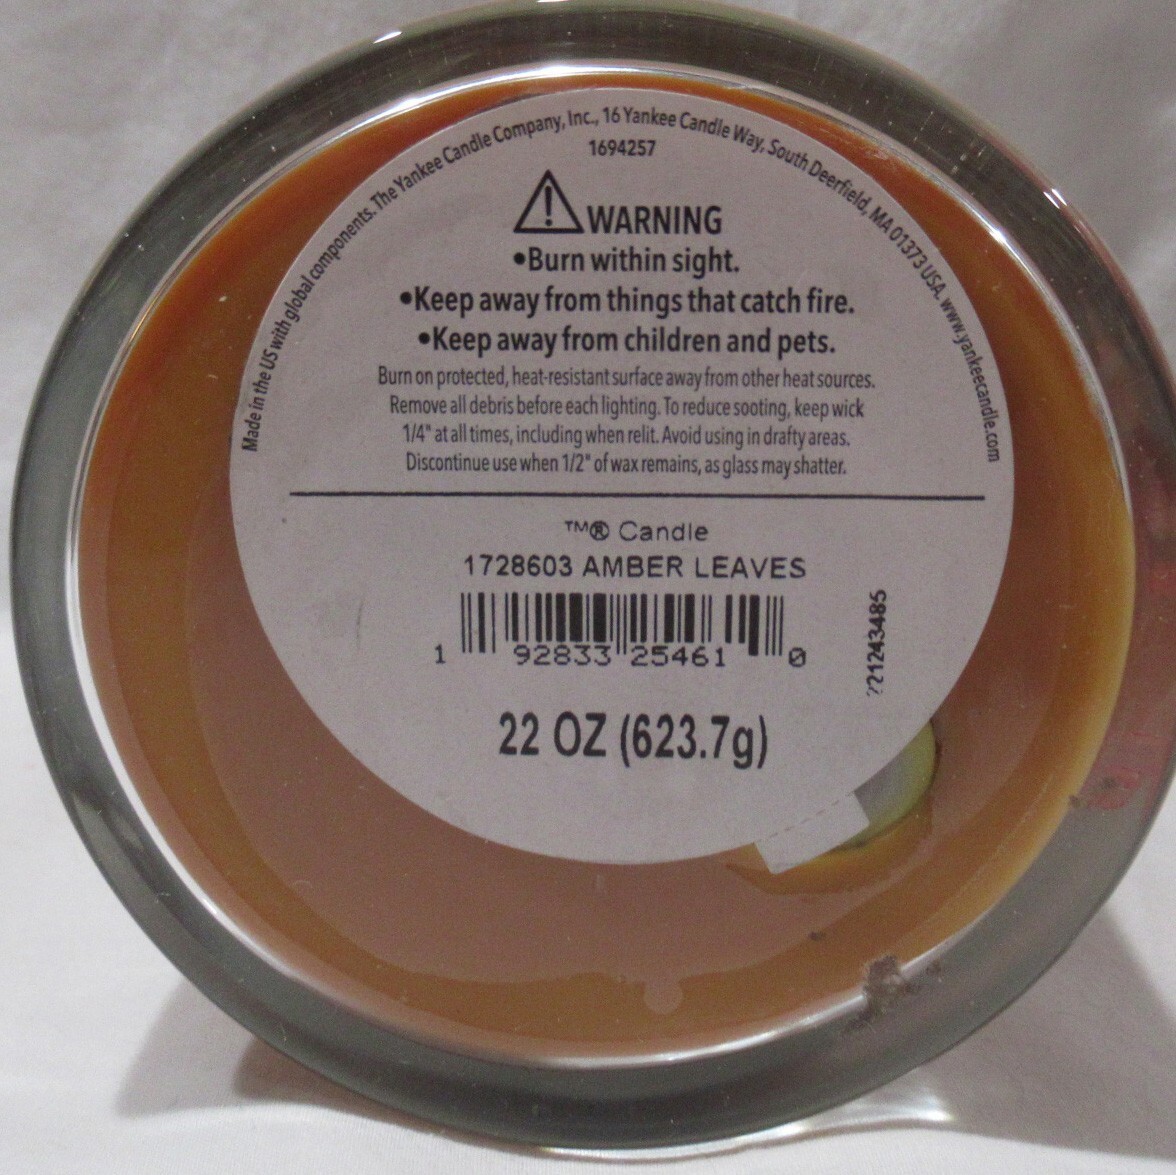 Made in the US with global components. The Yankee Candle Company, Inc., 16 Yankee Candle Way, South Deerfield, MA 01373 USA. www.yankeecandle.com
1694257
WARNING
•Burn within sight.
•Keep away from things that catch fire.
•Keep away from children and pets.
Burn on protected, heat-resistant surface away from other heat sources.
Remove all debris before each lighting. To reduce sooting, keep wick
1/4" at all times, including when relit. Avoid using in drafty areas.
Discontinue use when 1/2" of wax remains, as glass may shatter.
™® Candle
1728603 AMBER LEAVES
1 92833 25461 0
22 OZ (623.7g)